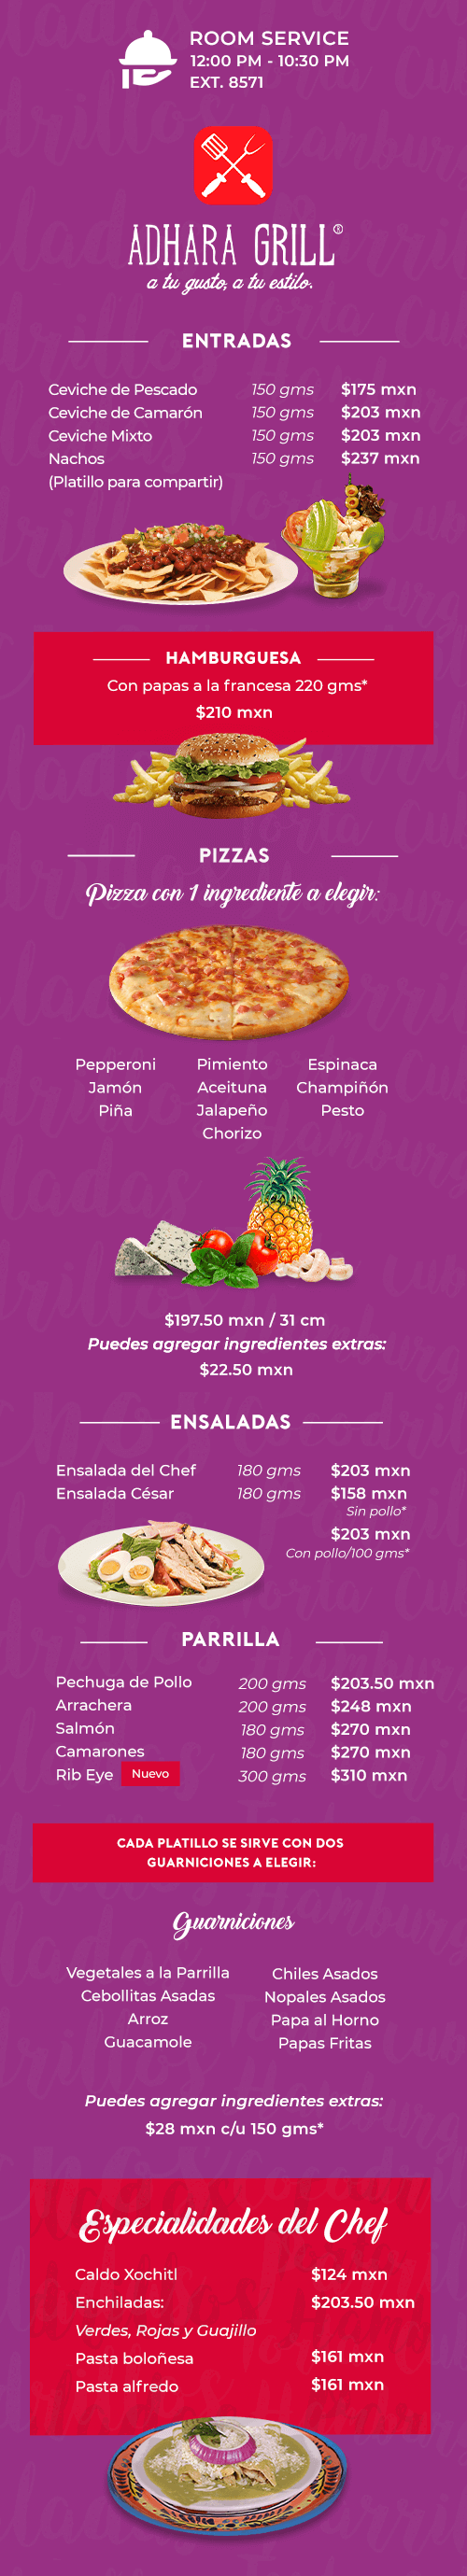 ROOM SERVICE
12:00 PM - 10:30 PM
EXT. 8571
ADHARA GRILL®
a tu gusto, a tu estilo.
ENTRADAS
Ceviche de Pescado 150 gms $175 mxn
Ceviche de Camarón 150 gms $203 mxn
Ceviche Mixto 150 gms $203 mxn
Nachos 150 gms $237 mxn
(Platillo para compartir)
HAMBURGUESA
Con papas a la francesa 220 gms*
$210 mxn
PIZZAS
Pizza con 1 ingrediente a elegir:
Pepperoni Pimiento Espinaca
Jamón Aceituna Champiñón
Piña Jalapeño Pesto
Chorizo
$197.50 mxn / 31 cm
Puedes agregar ingredientes extras:
$22.50 mxn
ENSALADAS
Ensalada del Chef 180 gms $203 mxn
Ensalada César 180 gms $158 mxn
Sin pollo*
$203 mxn
Con pollo/100 gms*
PARRILLA
Pechuga de Pollo 200 gms $203.50 mxn
Arrachera 200 gms $248 mxn
Salmón 180 gms $270 mxn
Camarones 180 gms $270 mxn
Rib Eye Nuevo 300 gms $310 mxn
CADA PLATILLO SE SIRVE CON DOS
GUARNICIONES A ELEGIR:
Guarniciones
Vegetales a la Parrilla Chiles Asados
Cebollitas Asadas Nopales Asados
Arroz Papa al Horno
Guacamole Papas Fritas
Puedes agregar ingredientes extras:
$28 mxn c/u 150 gms*
Especialidades del Chef
Caldo Xochitl $124 mxn
Enchiladas: $203.50 mxn
Verdes, Rojas y Guajillo
Pasta boloñesa $161 mxn
Pasta alfredo $161 mxn